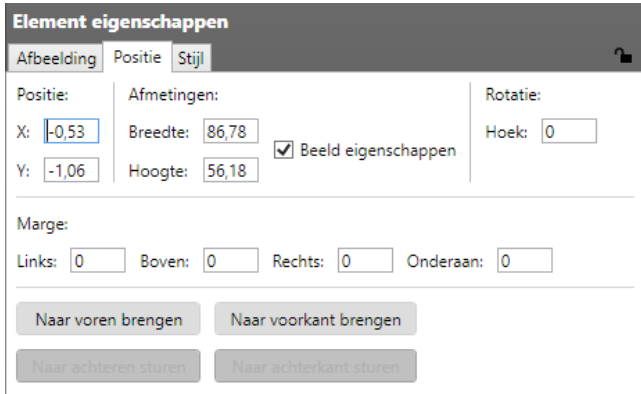 Element eigenschappen
Afbeelding Positie Stijl
Positie: Afmetingen: Rotatie:
X: -0,53 Breedte: 86,78 Hoek: 0
Beeld eigenschappen
Y: -1,06 Hoogte: 56,18
Marge:
Links: 0 Boven: 0 Rechts: 0 Onderaan: 0
Naar voren brengen Naar voorkant brengen
Naar achteren sturen Naar achterkant sturen